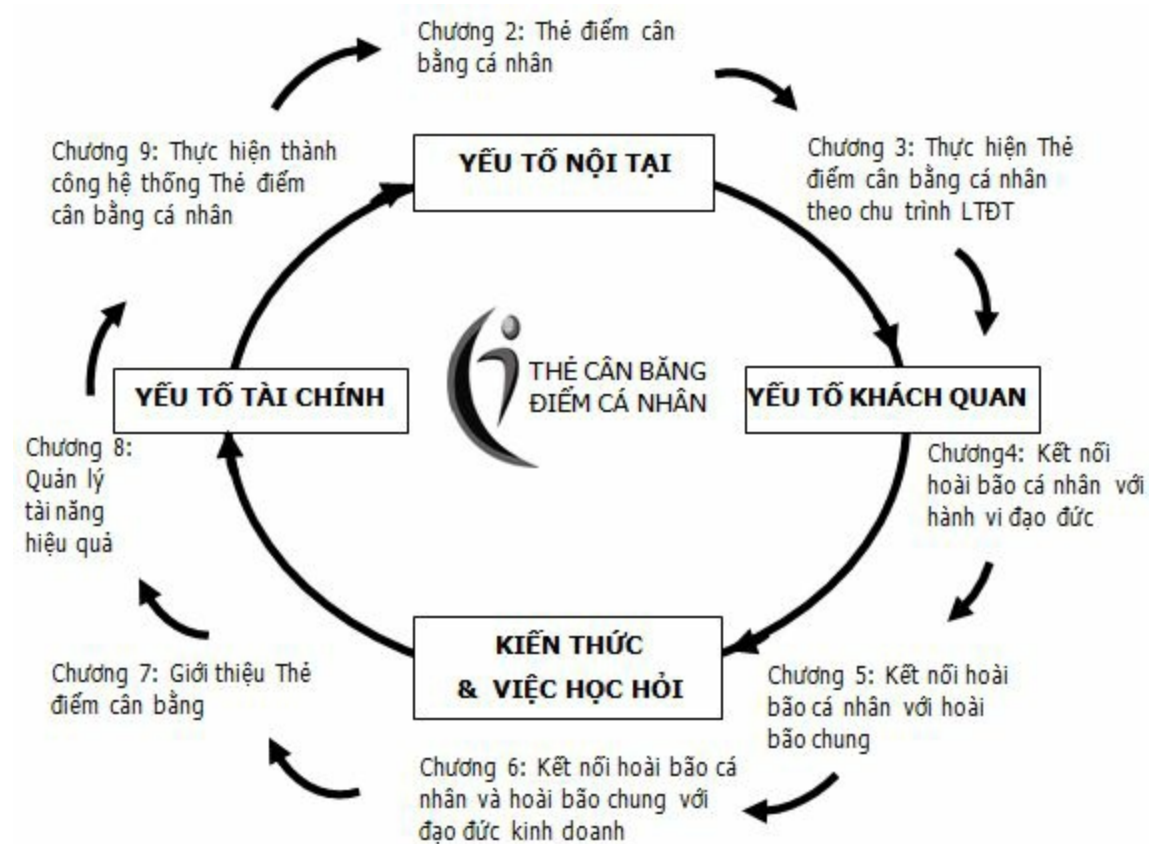 Chương 2: Thẻ điểm cân
bằng cá nhân
Chương 9: Thực hiện thành
công hệ thống Thẻ điểm
cân bằng cá nhân
YẾU TỐ NỘI TẠI
Chương 3: Thực hiện Thẻ
điểm cân bằng cá nhân
theo chu trình LTĐT
THẺ CÂN BĂNG
ĐIỂM CÁ NHÂN
YẾU TỐ TÀI CHÍNH
YẾU TỐ KHÁCH QUAN
Chương 8:
Quản lý
tài năng
hiệu quả
Chương4: Kết nối
hoài bão cá nhân với
hành vi đạo đức
KIẾN THỨC
& VIỆC HỌC HỎI
Chương 7: Giới thiệu Thẻ
điểm cân bằng
Chương 5: Kết nối hoài
bão cá nhân với hoài
bão chung
Chương 6: Kết nối hoài bão cá
nhân và hoài bão chung với
đạo đức kinh doanh